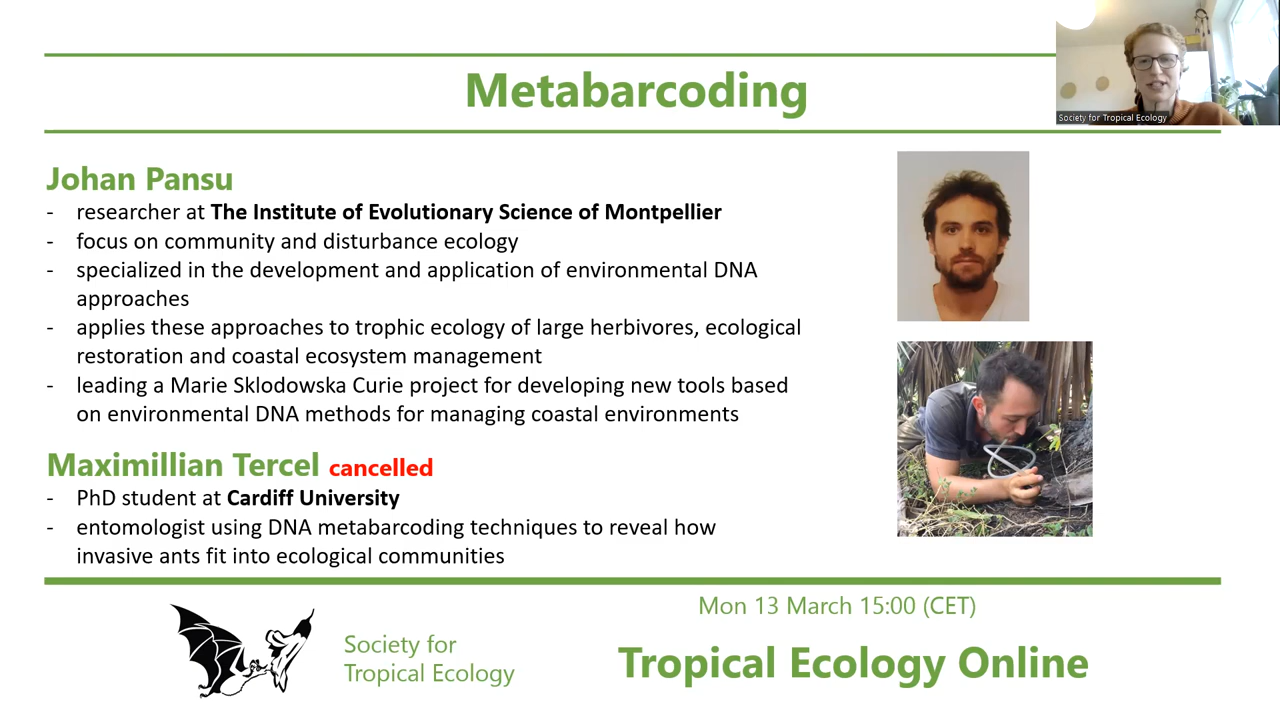 Metabarcoding
Society for Tropical Ecology
Johan Pansu
- researcher at The Institute of Evolutionary Science of Montpellier
- focus on community and disturbance ecology
- specialized in the development and application of environmental DNA
approaches
- applies these approaches to trophic ecology of large herbivores, ecological
restoration and coastal ecosystem management
- leading a Marie Sklodowska Curie project for developing new tools based
on environmental DNA methods for managing coastal environments
Maximillian Tercel cancelled
- PhD student at Cardiff University
- entomologist using DNA metabarcoding techniques to reveal how
invasive ants fit into ecological communities
Society for
Tropical Ecology
Mon 13 March 15:00 (CET)
Tropical Ecology Online